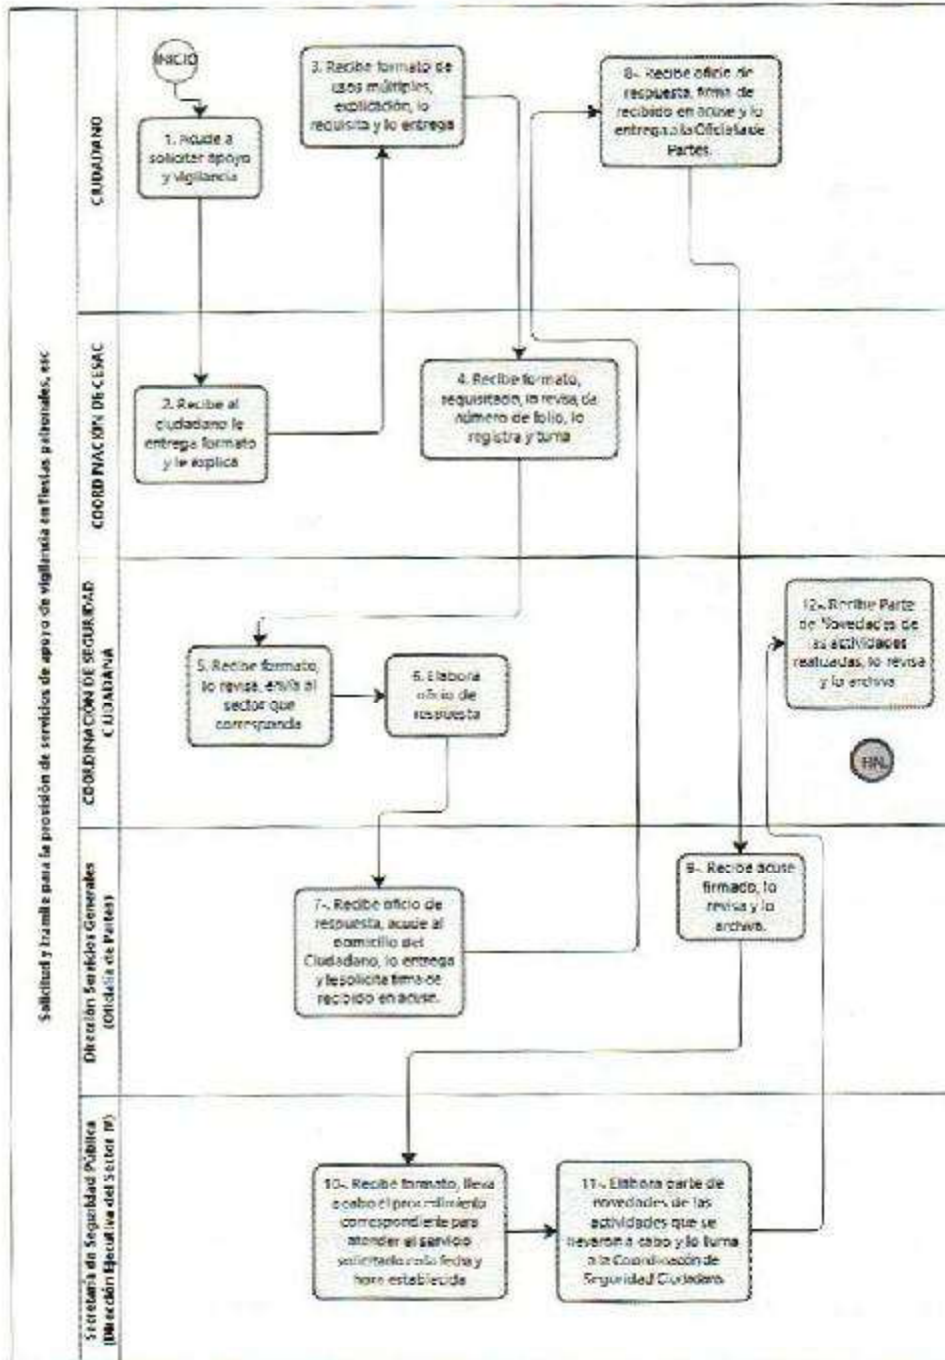 Solicitud y tramite para la provisión de servicios de apoyo de vigilancia en fiestas patronales, esc
CIUDADANO
INICIO
1. Acude a
solicitar apoyo
y vigilancia
3. Recibe formato de
usos múltiples,
explicación, lo
requisita y lo entrega
8-. Recibe oficio de
respuesta, firma de
recibido en acuse y lo
entrega a la Oficialía de
Partes.
COORDINACION DE CESAC
2. Recibe al
ciudadano le
entrega formato
y le explica
4. Recibe formato,
requisitado, lo revisa, da
número de folio, lo
registra y turna
COORDINACION DE SEGURIDAD
CIUDADANA
5. Recibe formato,
lo revisa, envía al
sector que
corresponda
6. Elabora
oficio de
respuesta
12-. Recibe Parte
de Novedades de
las actividades
realizadas, lo revisa
y lo archiva
FIN
Dirección Servicios Generales
(Oficialia de Partes)
7-. Recibe oficio de
respuesta, acude al
domicilio del
Ciudadano, lo entrega
y le solicita firma de
recibido en acuse.
9-. Recibe acuse
firmado, lo
revisa y lo
archiva.
Secretaría de Seguridad Pública
(Dirección Ejecutiva del Sector IV)
10-. Recibe formato, lleva
a cabo el procedimiento
correspondiente para
atender el servicio
solicitado en la fecha y
hora establecida
11-. Elabora parte de
novedades de las
actividades que se
llevaron a cabo y lo turna
a la Coordinación de
Seguridad Ciudadana.